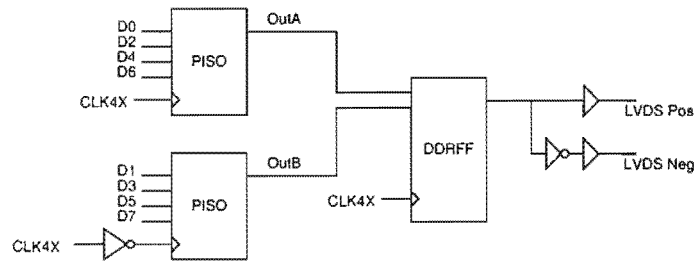 D0
D2
D4
D6
CLK4X
PISO
OutA
D1
D3
D5
D7
CLK4X
PISO
OutB
DDRFF
CLK4X
LVDS Pos
LVDS Neg